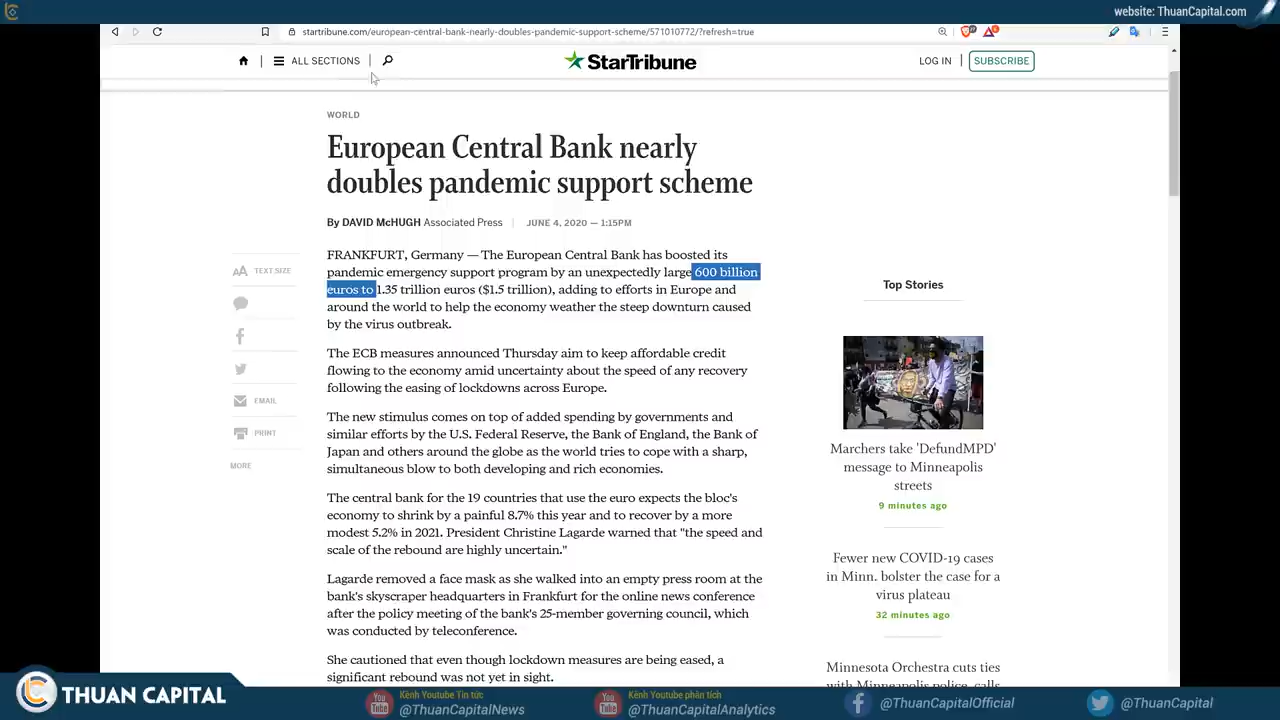 website: ThuanCapital.com
startribune.com/european-central-bank-nearly-doubles-pandemic-support-scheme/571010772/?refresh=true
ALL SECTIONS
StarTribune
LOG IN
SUBSCRIBE
WORLD
European Central Bank nearly
doubles pandemic support scheme
By DAVID McHUGH Associated Press
JUNE 4, 2020 — 1:15PM
TEXT SIZE
EMAIL
PRINT
MORE
FRANKFURT, Germany — The European Central Bank has boosted its
pandemic emergency support program by an unexpectedly large 600 billion
euros to 1.35 trillion euros ($1.5 trillion), adding to efforts in Europe and
around the world to help the economy weather the steep downturn caused
by the virus outbreak.
The ECB measures announced Thursday aim to keep affordable credit
flowing to the economy amid uncertainty about the speed of any recovery
following the easing of lockdowns across Europe.
The new stimulus comes on top of added spending by governments and
similar efforts by the U.S. Federal Reserve, the Bank of England, the Bank of
Japan and others around the globe as the world tries to cope with a sharp,
simultaneous blow to both developing and rich economies.
The central bank for the 19 countries that use the euro expects the bloc's
economy to shrink by a painful 8.7% this year and to recover by a more
modest 5.2% in 2021. President Christine Lagarde warned that "the speed and
scale of the rebound are highly uncertain."
Lagarde removed a face mask as she walked into an empty press room at the
bank's skyscraper headquarters in Frankfurt for the online news conference
after the policy meeting of the bank's 25-member governing council, which
was conducted by teleconference.
She cautioned that even though lockdown measures are being eased, a
significant rebound was not yet in sight.
Top Stories
Marchers take 'DefundMPD'
message to Minneapolis
streets
9 minutes ago
Fewer new COVID-19 cases
in Minn. bolster the case for a
virus plateau
32 minutes ago
Minnesota Orchestra cuts ties
with Minneapolis police, calls
THUAN CAPITAL
Kênh Youtube Tin tức
@ThuanCapitalNews
Kênh Youtube phân tích
@ThuanCapitalAnalytics
@ThuanCapitalOfficial
@ThuanCapital